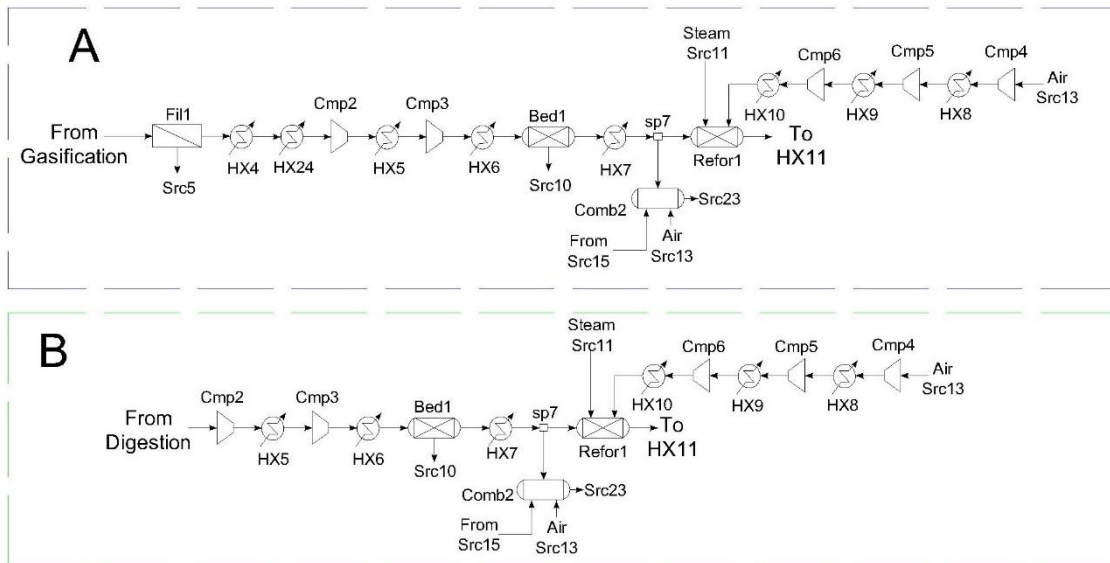 A
Steam
Src11
Cmp6
Cmp5
Cmp4
HX10
HX9
HX8
Air
Src13
From
Gasification
Fil1
Src5
HX4
HX24
Cmp2
HX5
Cmp3
HX6
Bed1
Src10
HX7
sp7
Refor1
To
HX11
Comb2
Src23
From
Src15
Air
Src13
B
Steam
Src11
Cmp6
Cmp5
Cmp4
HX10
HX9
HX8
Air
Src13
From
Digestion
Cmp2
HX5
Cmp3
HX6
Bed1
Src10
HX7
sp7
Refor1
To
HX11
Comb2
Src23
From
Src15
Air
Src13